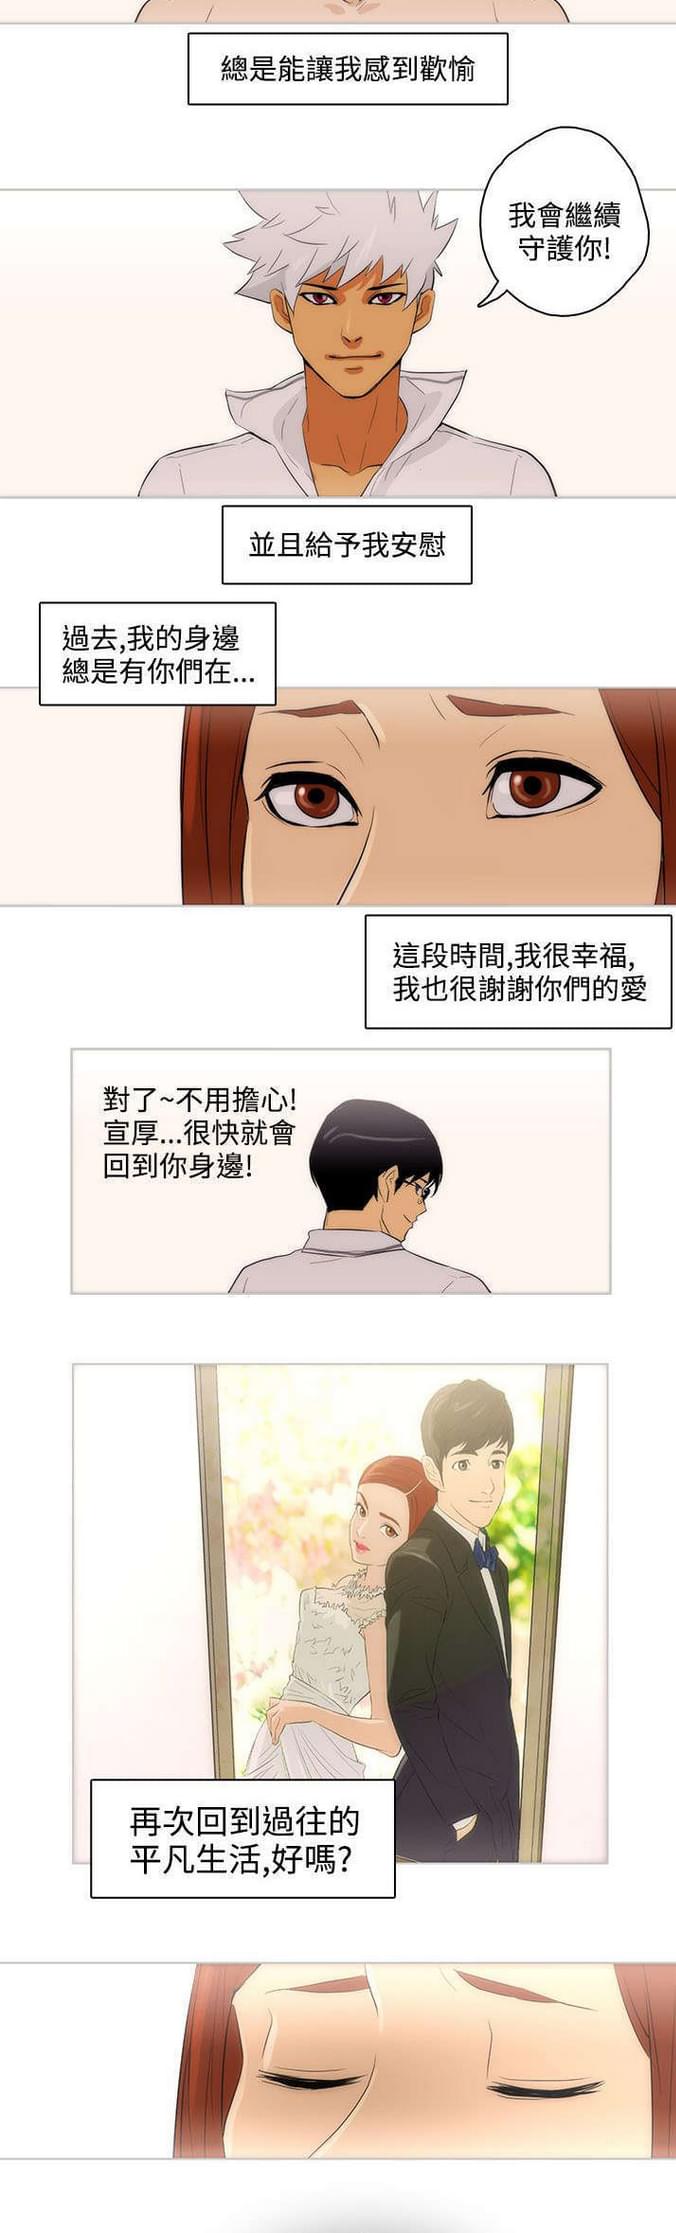 總是能讓我感到歡愉
我會繼續
守護你!
並且給予我安慰
過去,我的身邊
總是有你們在...
這段時間,我很幸福,
我也很謝謝你們的愛
對了~不用擔心!
宣厚...很快就會
回到你身邊!
再次回到過往的
平凡生活,好嗎?